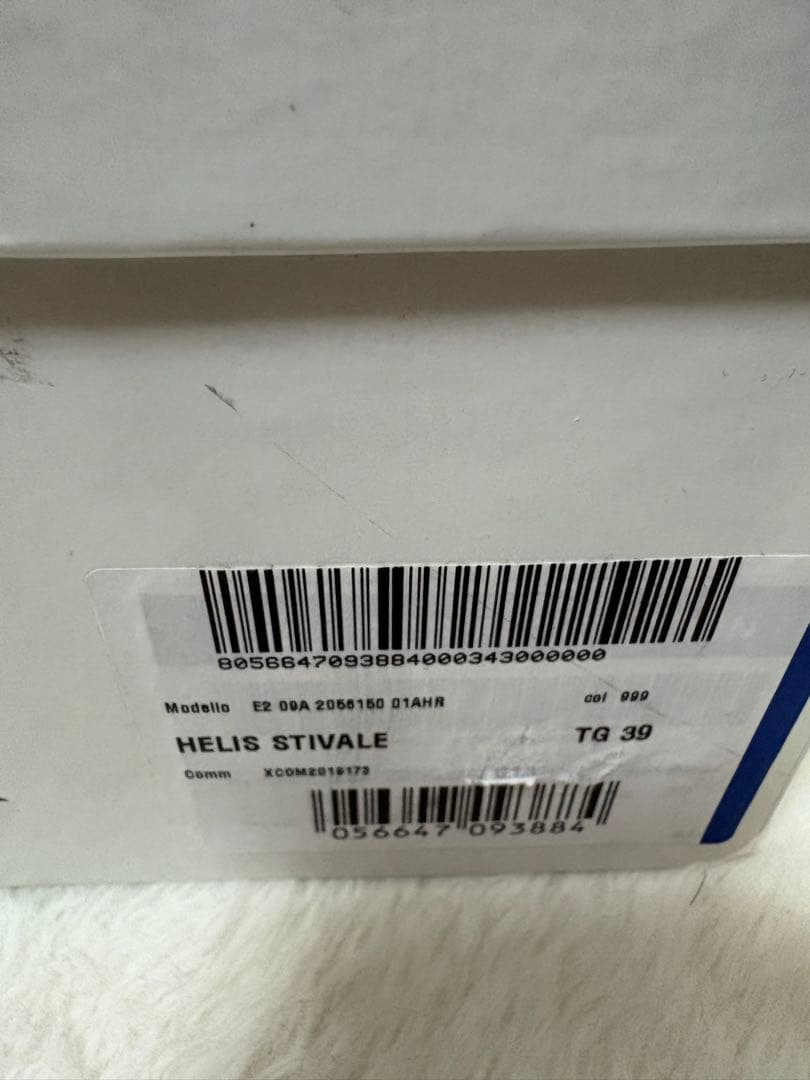 8056647093884000343000000
Modello E2 09A 2056150 01AHR col 999
HELIS STIVALE TG 39
Comm XCOM2019173
056647 093884